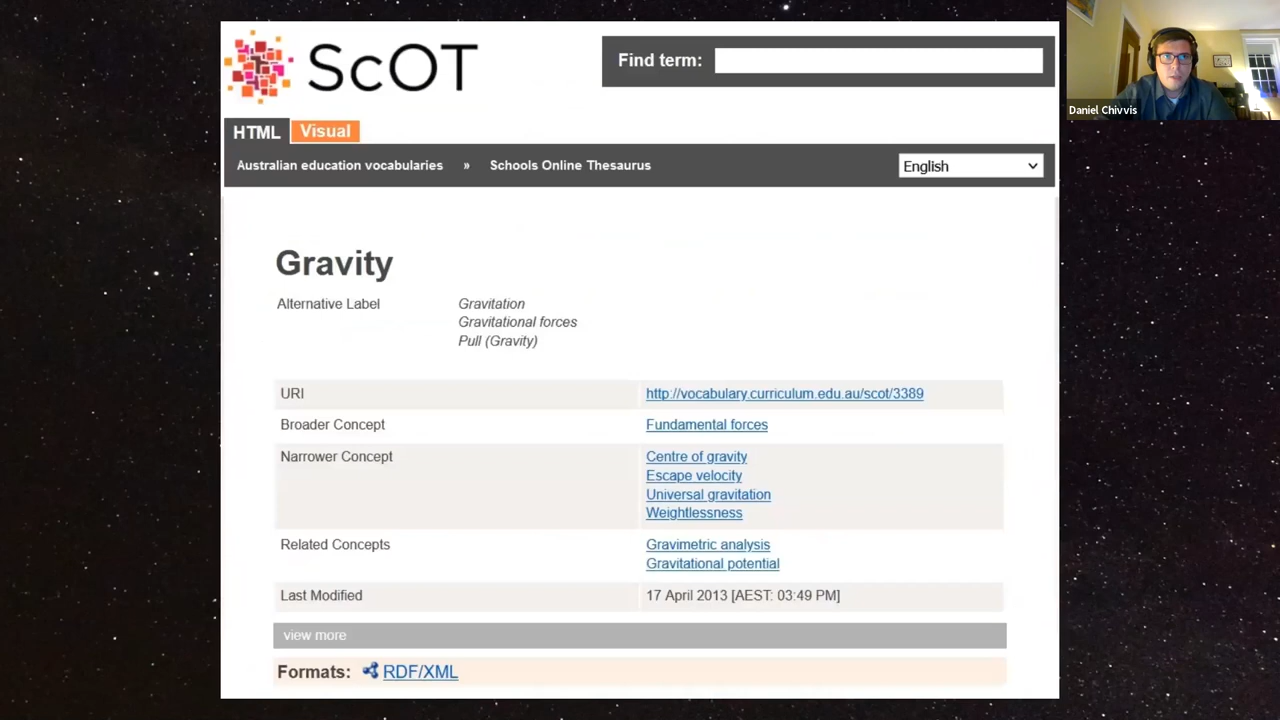 ScOT
Find term:
Daniel Chivvis
HTML Visual
Australian education vocabularies » Schools Online Thesaurus English
Gravity
Alternative Label Gravitation
Gravitational forces
Pull (Gravity)
URI http://vocabulary.curriculum.edu.au/scot/3389
Broader Concept Fundamental forces
Narrower Concept Centre of gravity
Escape velocity
Universal gravitation
Weightlessness
Related Concepts Gravimetric analysis
Gravitational potential
Last Modified 17 April 2013 [AEST: 03:49 PM]
view more
Formats: RDF/XML